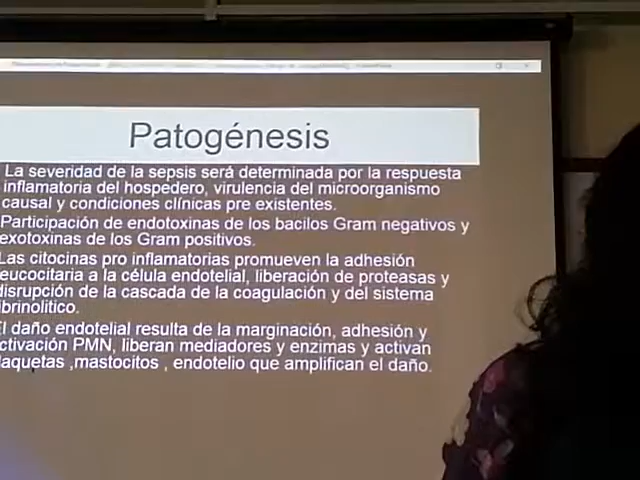 Patogénesis
La severidad de la sepsis será determinada por la respuesta
inflamatoria del hospedero, virulencia del microorganismo
causal y condiciones clínicas pre existentes.
Participación de endotoxinas de los bacilos Gram negativos y
exotoxinas de los Gram positivos.
Las citocinas pro inflamatorias promueven la adhesión
eucocitaria a la célula endotelial, liberación de proteasas y
disrupción de la cascada de la coagulación y del sistema
ibrinolítico.
El daño endotelial resulta de la marginación, adhesión y
ctivación PMN, liberan mediadores y enzimas y activan
laquetas ,mastocitos , endotelio que amplifican el daño.